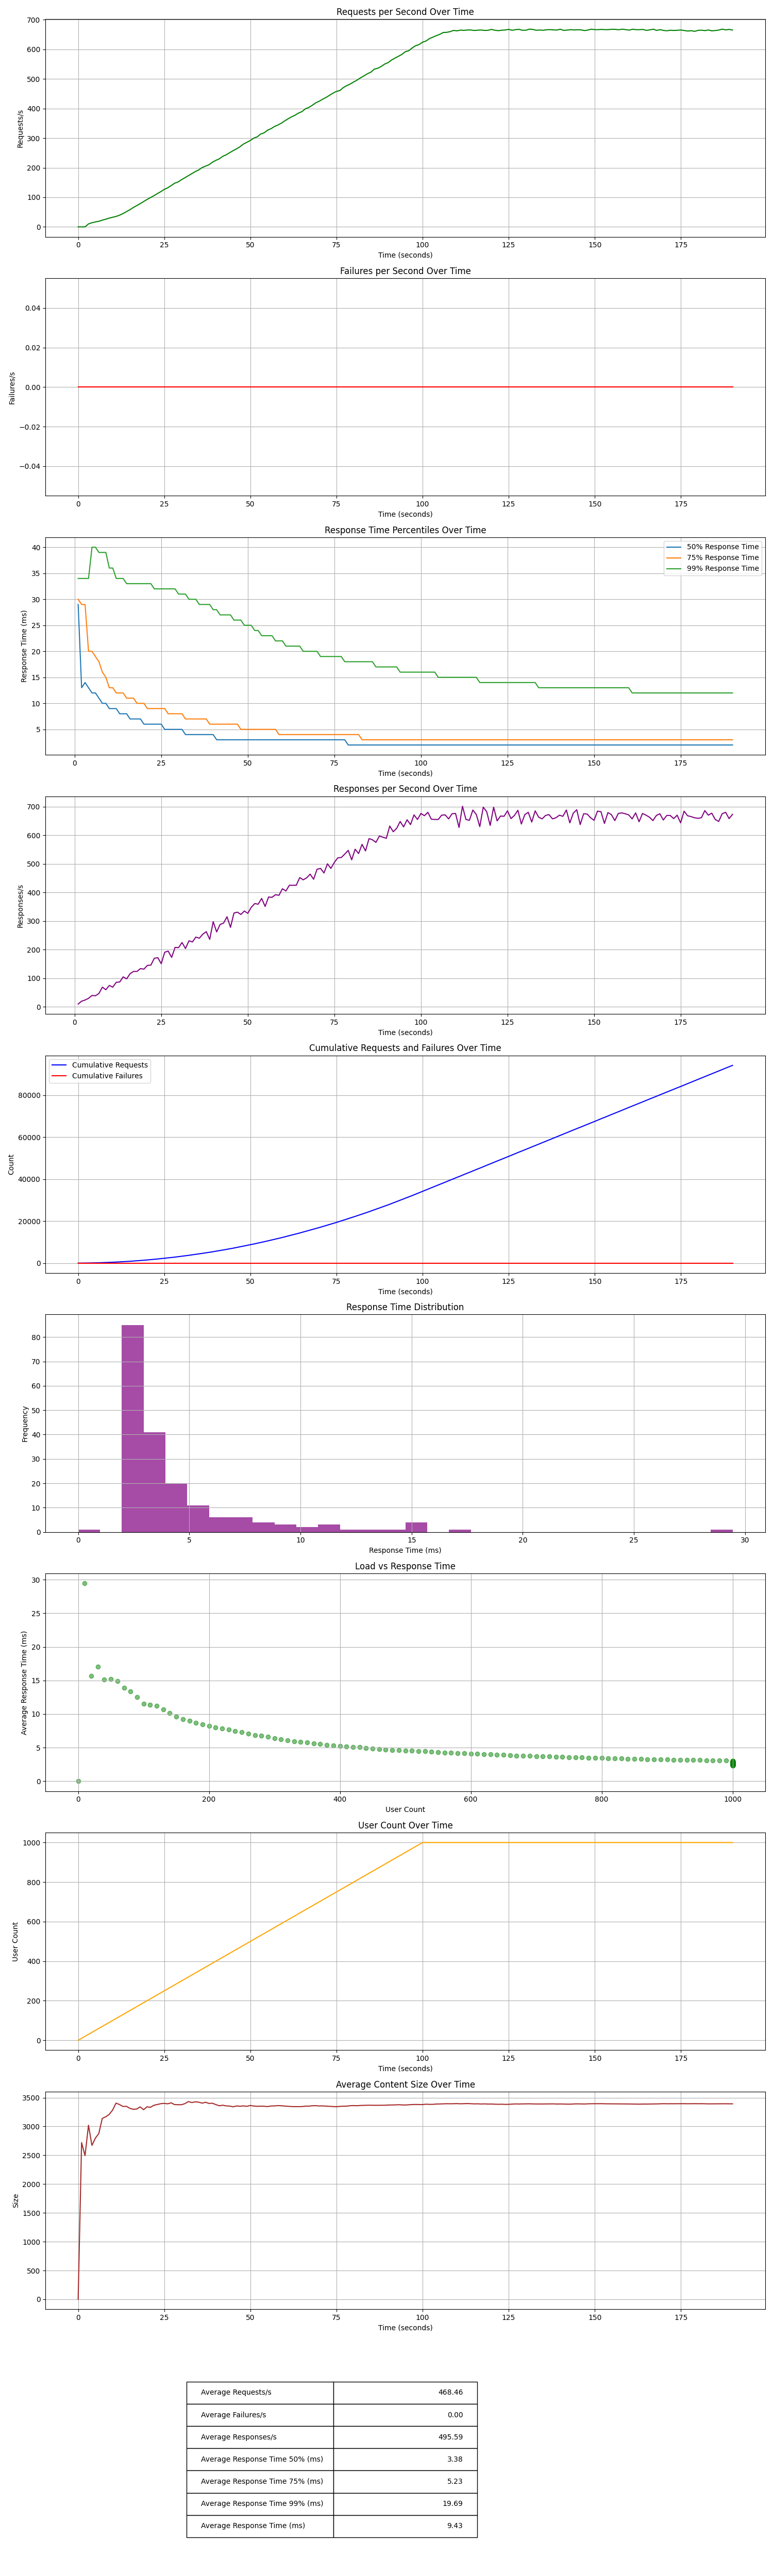 Requests per Second Over Time
700
600
500
400
300
200
100
0
Requests/s
0 25 50 75 100 125 150 175
Time (seconds)
Failures per Second Over Time
0.04
0.02
0.00
−0.02
−0.04
Failures/s
0 25 50 75 100 125 150 175
Time (seconds)
Response Time Percentiles Over Time
50% Response Time
75% Response Time
99% Response Time
40
35
30
25
20
15
10
5
Response Time (ms)
0 25 50 75 100 125 150 175
Time (seconds)
Responses per Second Over Time
700
600
500
400
300
200
100
0
Responses/s
0 25 50 75 100 125 150 175
Time (seconds)
Cumulative Requests and Failures Over Time
Cumulative Requests
Cumulative Failures
80000
60000
40000
20000
0
Count
0 25 50 75 100 125 150 175
Time (seconds)
Response Time Distribution
80
70
60
50
40
30
20
10
0
Frequency
0 5 10 15 20 25 30
Response Time (ms)
Load vs Response Time
30
25
20
15
10
5
0
Average Response Time (ms)
0 200 400 600 800 1000
User Count
User Count Over Time
1000
800
600
400
200
0
User Count
0 25 50 75 100 125 150 175
Time (seconds)
Average Content Size Over Time
3500
3000
2500
2000
1500
1000
500
0
Size
0 25 50 75 100 125 150 175
Time (seconds)
Average Requests/s 468.46
Average Failures/s 0.00
Average Responses/s 495.59
Average Response Time 50% (ms) 3.38
Average Response Time 75% (ms) 5.23
Average Response Time 99% (ms) 19.69
Average Response Time (ms) 9.43